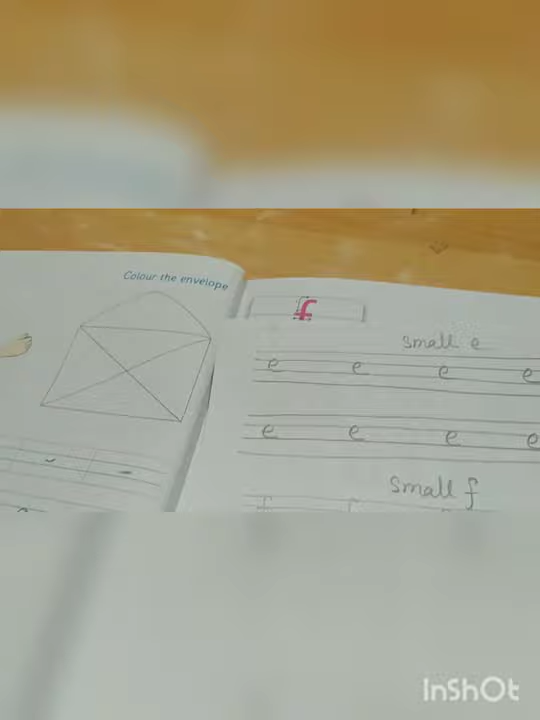 Colour the envelope
f
small e
e e e e
e e e e
small f
f f
InShOt